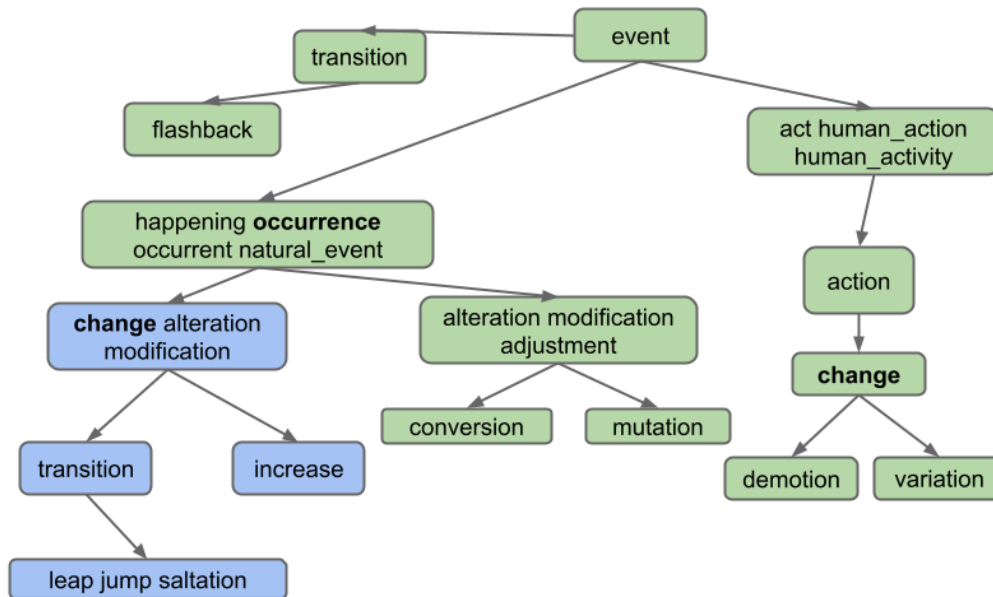 event
transition
flashback
act human_action
human_activity
happening occurrence
occurrent natural_event
action
change alteration
modification
alteration modification
adjustment
change
conversion
mutation
transition
increase
demotion
variation
leap jump saltation